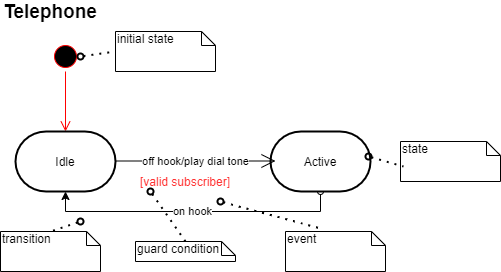 Telephone
initial state
Idle
off hook/play dial tone
Active
state
[valid subscriber]
on hook
transition
guard condition
event